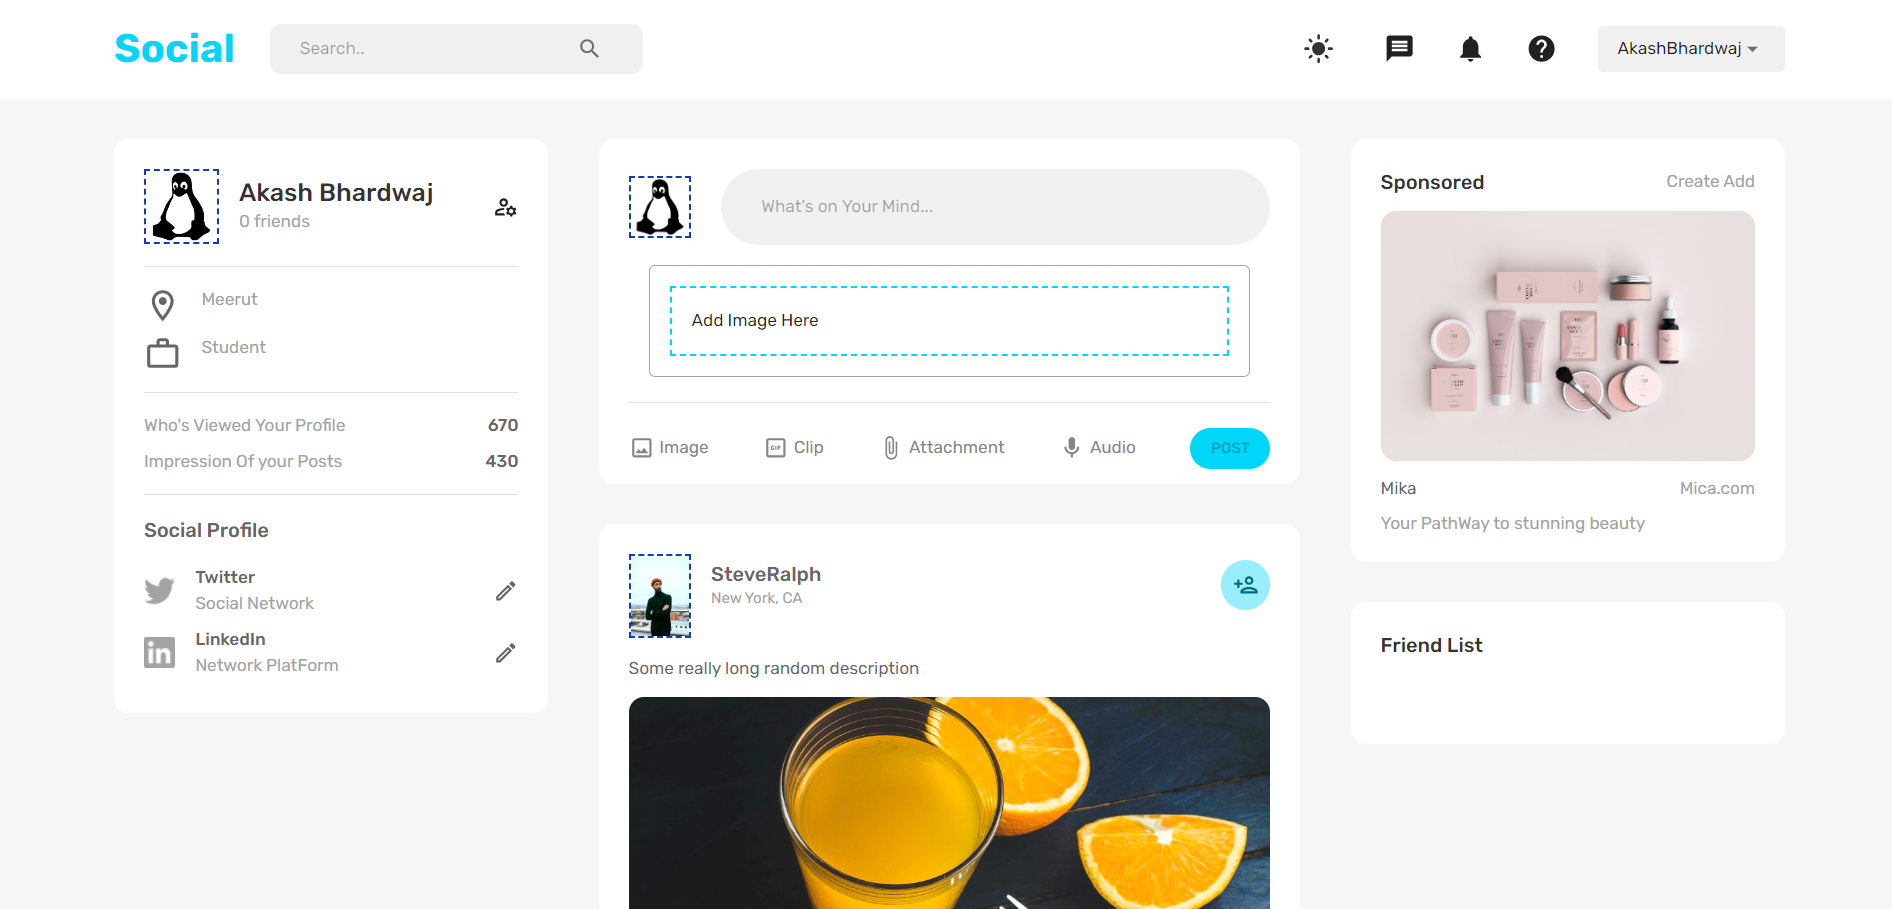 Social
Search..
AkashBhardwaj
Akash Bhardwaj
0 friends
Meerut
Student
Who's Viewed Your Profile 670
Impression Of your Posts 430
Social Profile
Twitter
Social Network
LinkedIn
Network PlatForm
What's on Your Mind...
Add Image Here
Image
GIF Clip
Attachment
Audio
POST
SteveRalph
New York, CA
Some really long random description
Sponsored
Create Add
Mika
Mica.com
Your PathWay to stunning beauty
Friend List